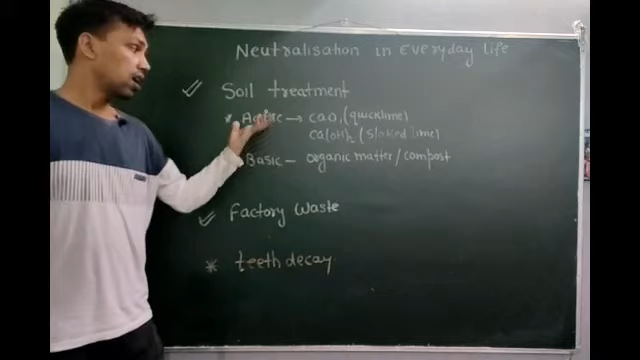 Neutralisation in everyday life
Soil treatment
* Acidic → CaO, (quicklime)
Ca(OH)2 (Slaked lime)
Basic - organic matter/compost
Factory Waste
* teeth decay